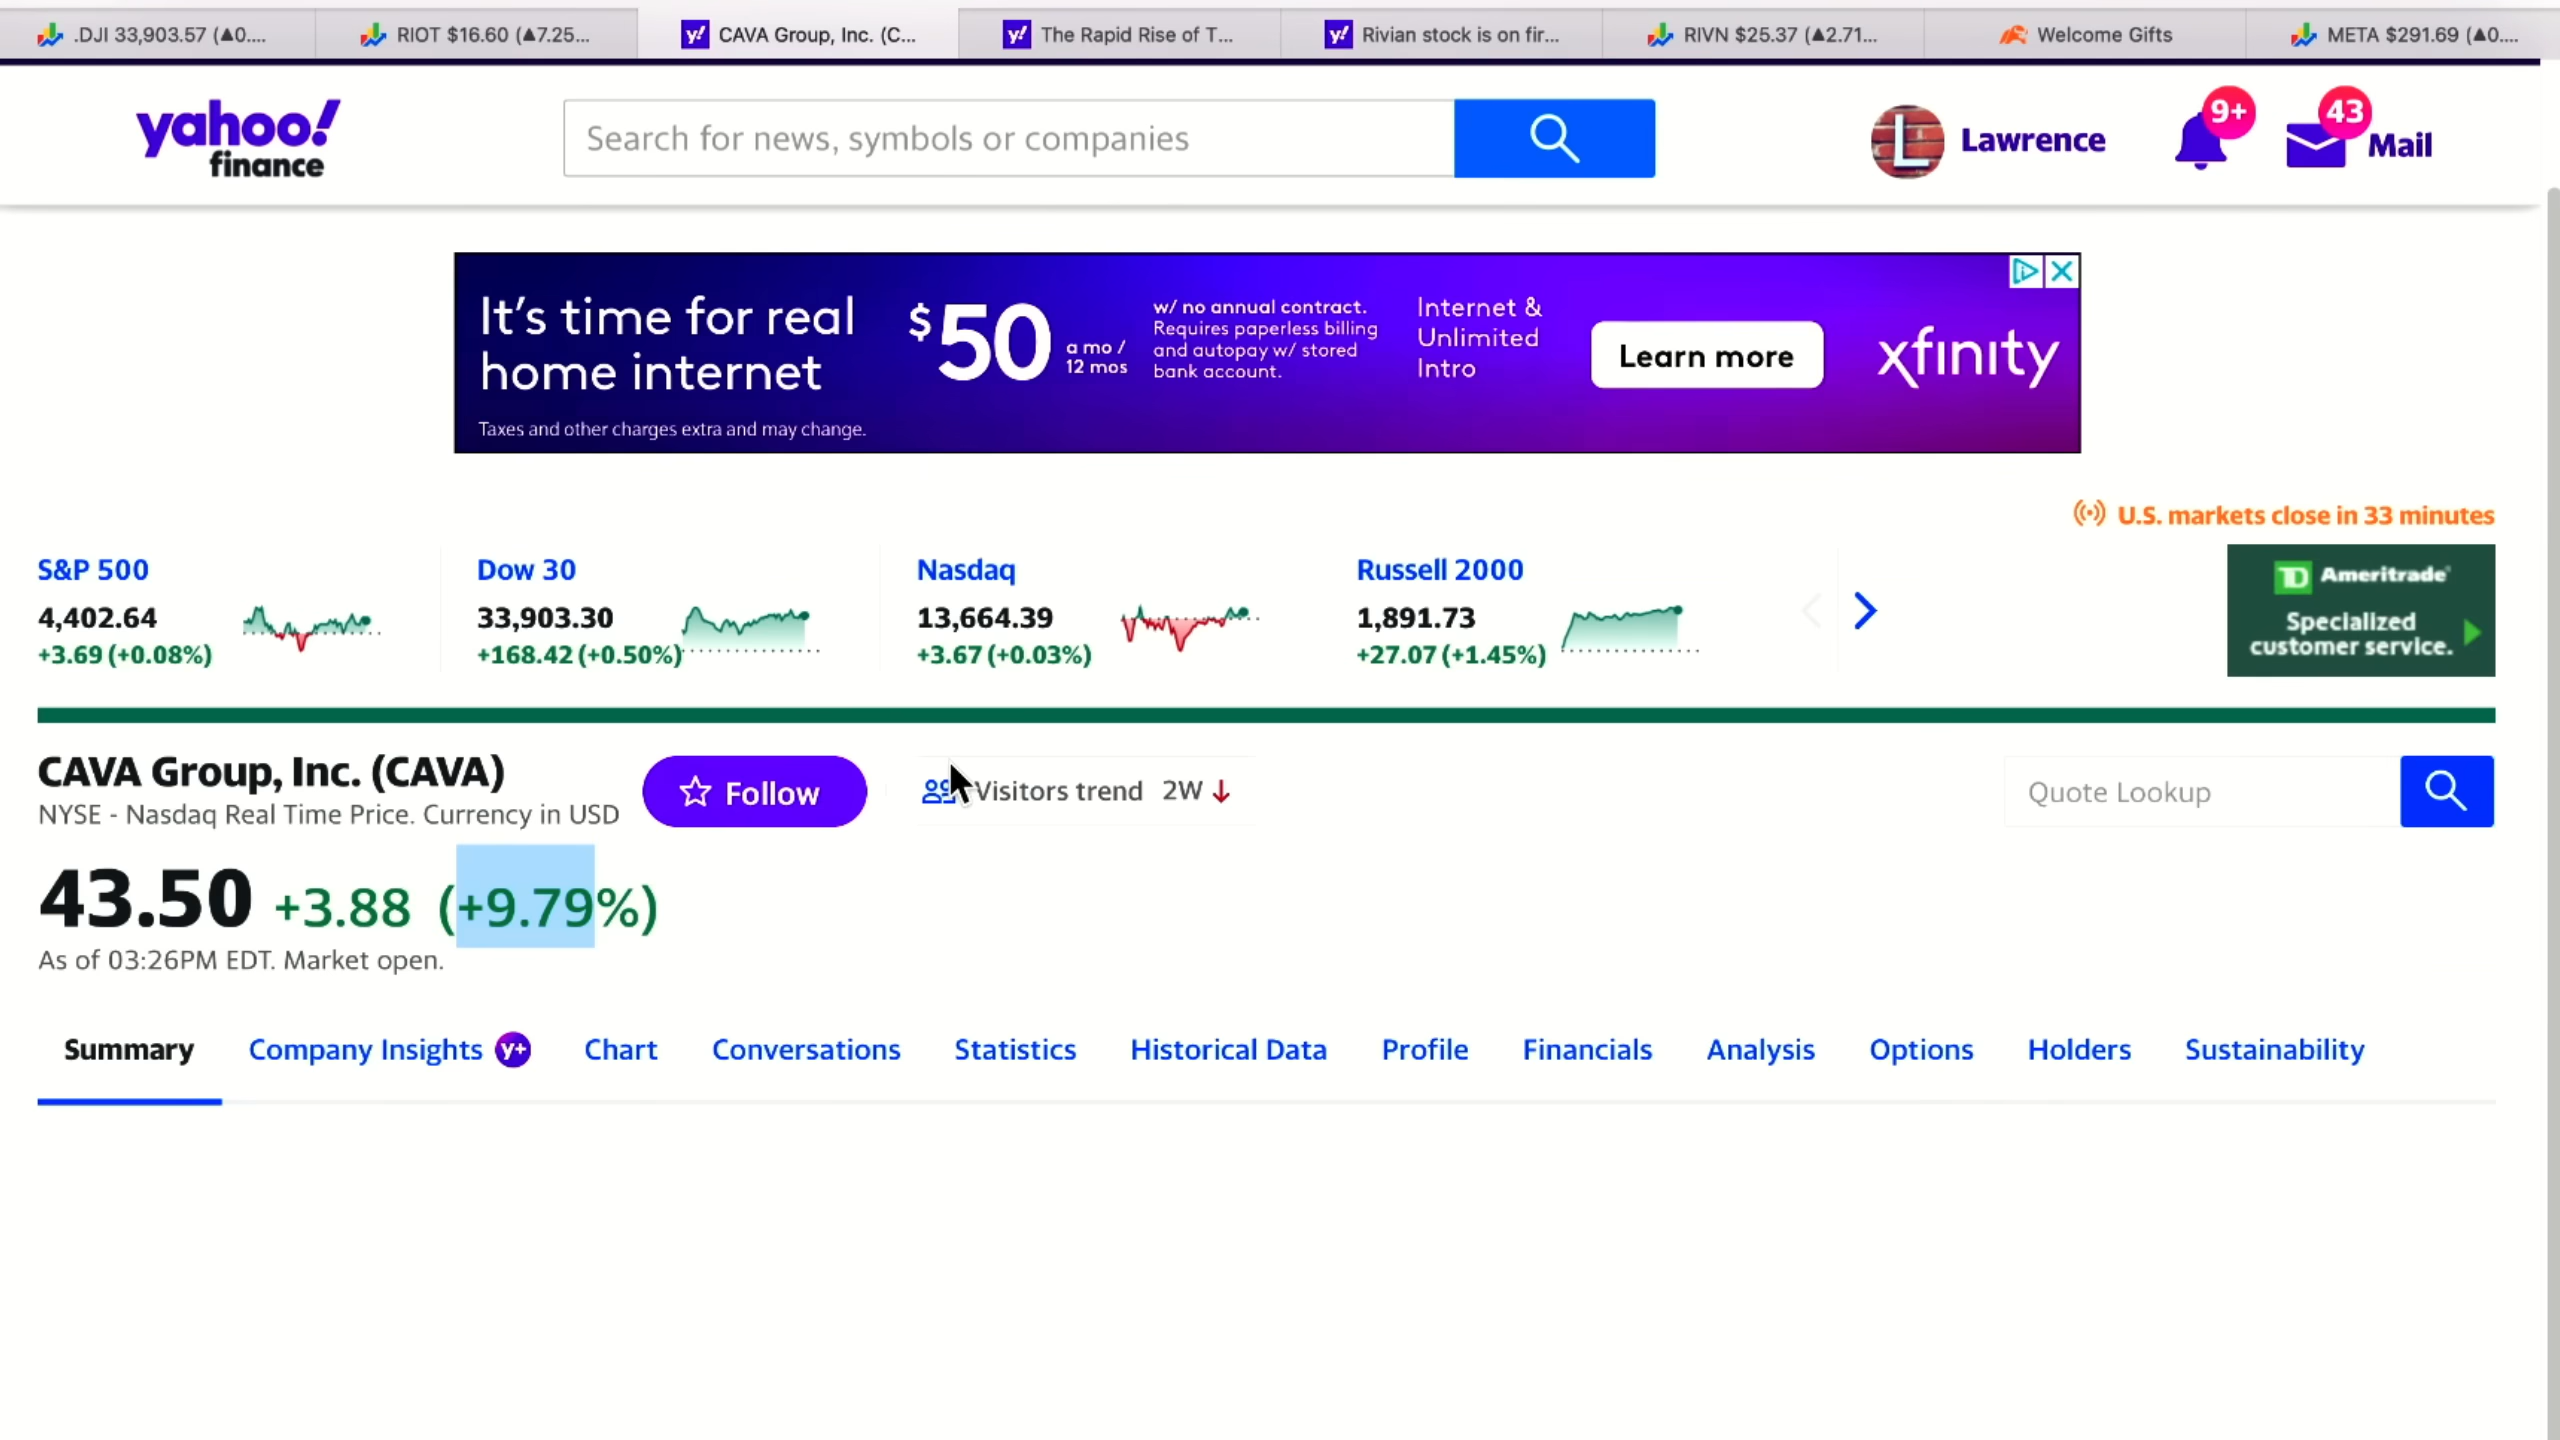 .DJI 33,903.57 (▲0.... RIOT $16.60 (▲7.25... CAVA Group, Inc. (C... The Rapid Rise of T... Rivian stock is on fir... RIVN $25.37 (▲2.71... Welcome Gifts META $291.69 (▲0....
yahoo!
finance
Search for news, symbols or companies
L Lawrence 9+ 43 Mail
It's time for real
home internet
Taxes and other charges extra and may change.
$50
a mo /
12 mos
w/ no annual contract.
Requires paperless billing
and autopay w/ stored
bank account.
Internet &
Unlimited
Intro
Learn more
xfinity
U.S. markets close in 33 minutes
S&P 500
4,402.64
+3.69 (+0.08%)
Dow 30
33,903.30
+168.42 (+0.50%)
Nasdaq
13,664.39
+3.67 (+0.03%)
Russell 2000
1,891.73
+27.07 (+1.45%)
TD Ameritrade
Specialized
customer service.
CAVA Group, Inc. (CAVA)
NYSE - Nasdaq Real Time Price. Currency in USD
Follow
Visitors trend 2W ↓
Quote Lookup
43.50 +3.88 (+9.79%)
As of 03:26PM EDT. Market open.
Summary Company Insights y+ Chart Conversations Statistics Historical Data Profile Financials Analysis Options Holders Sustainability